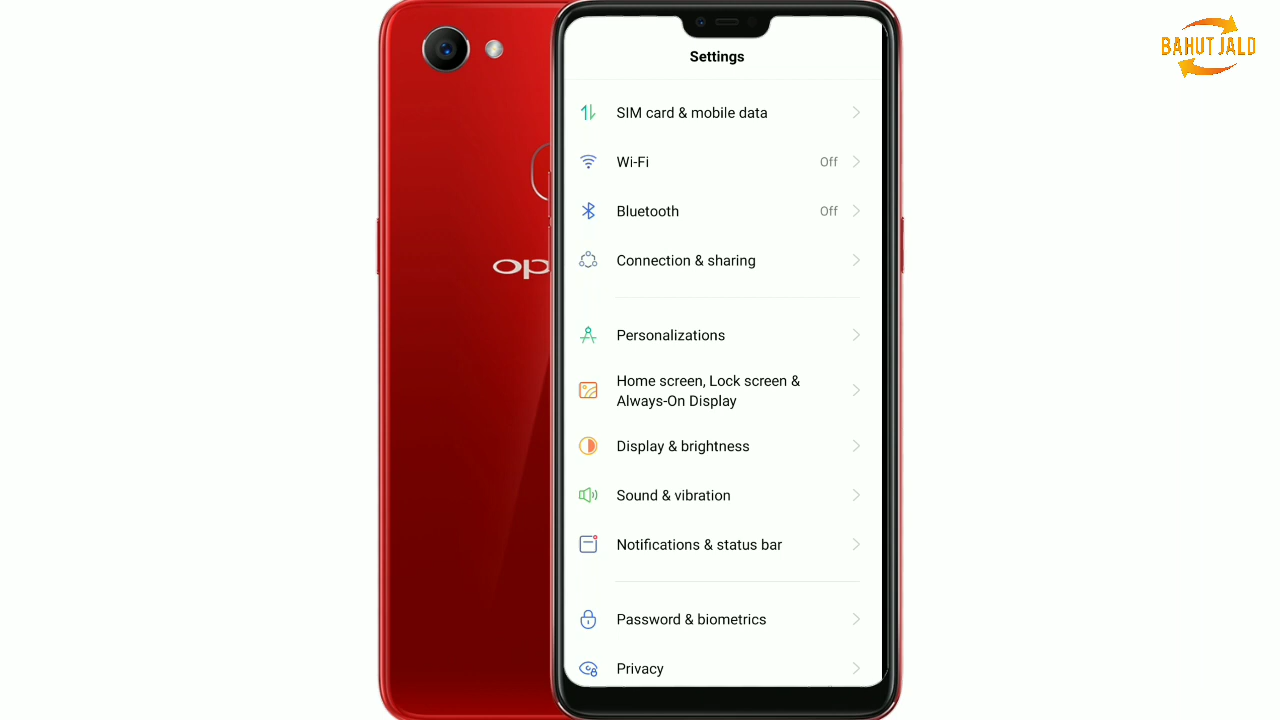 BAHUT JALD
Settings
SIM card & mobile data
Wi-Fi Off
Bluetooth Off
Connection & sharing
Personalizations
Home screen, Lock screen &
Always-On Display
Display & brightness
Sound & vibration
Notifications & status bar
Password & biometrics
Privacy
op